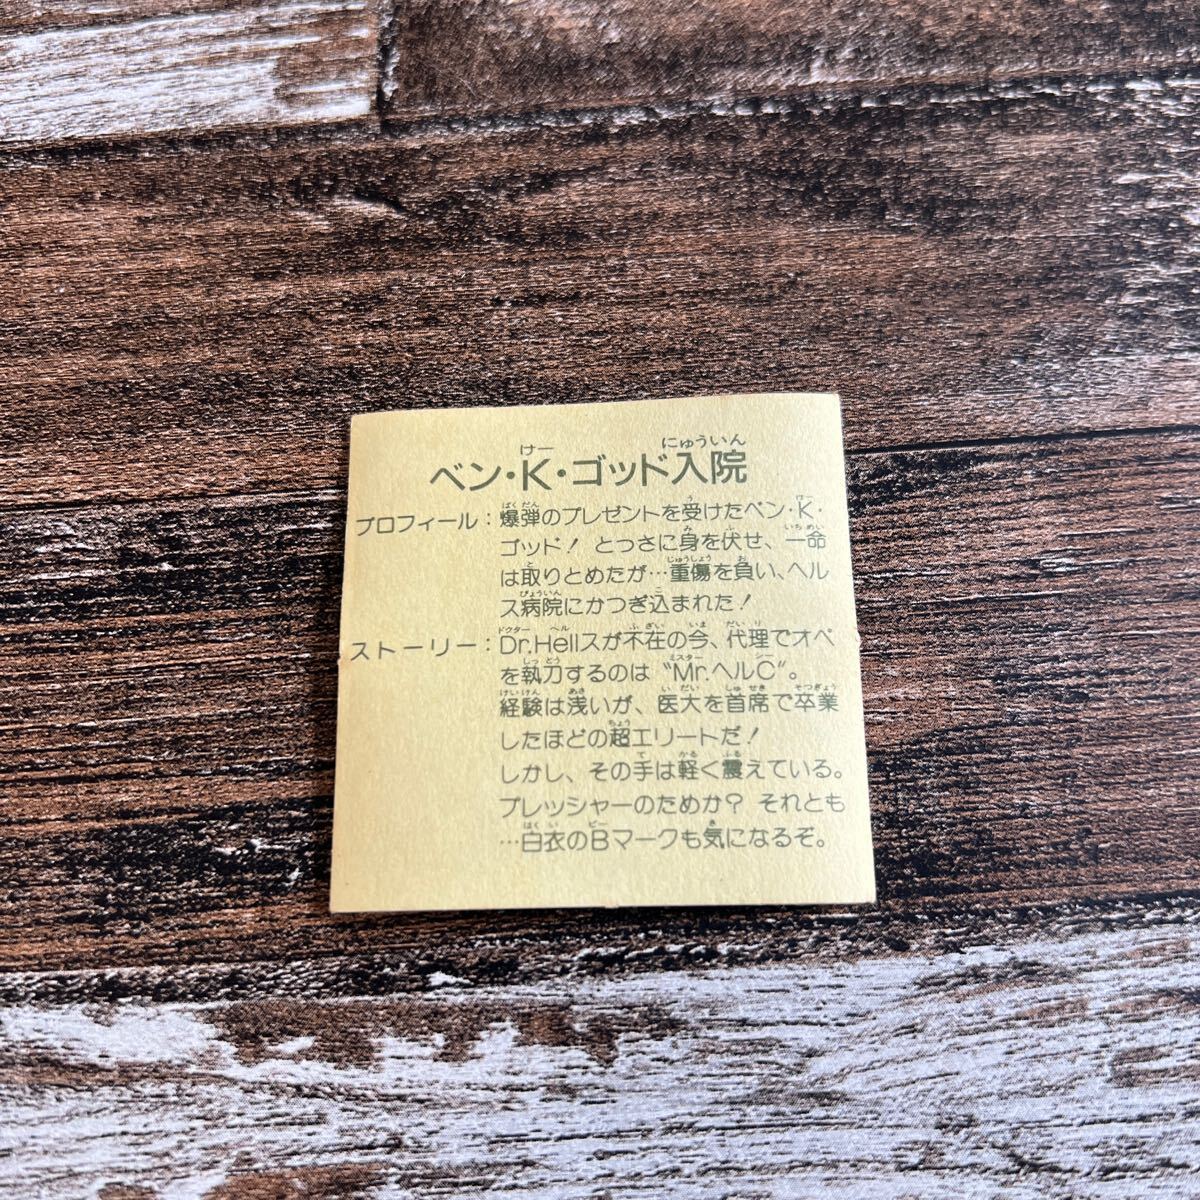 ベン・K・ゴッド入院
プロフィール：爆弾のプレゼントを受けたベン・K・
ゴッド！ とっさに身を伏せ、一命
は取りとめたが…重傷を負い、ヘル
ス病院にかつぎ込まれた！
ストーリー：Dr.Hellスが不在の今、代理でオペ
を執刀するのは“Mr.ヘルC”。
経験は浅いが、医大を首席で卒業
したほどの超エリートだ！
しかし、その手は軽く震えている。
プレッシャーのためか？ それとも
…白衣のBマークも気になるぞ。